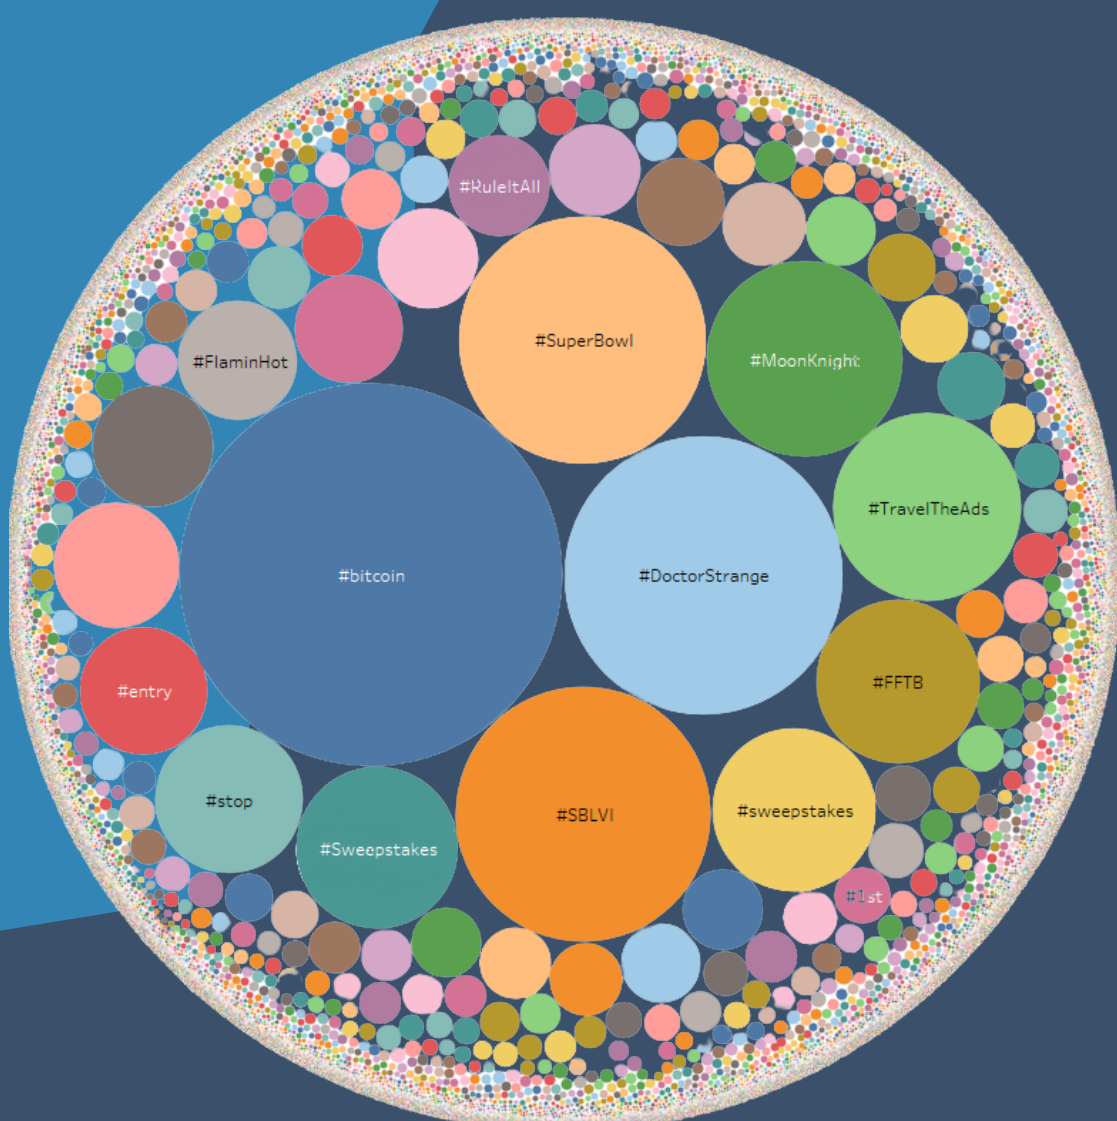 #RuleItAll
#SuperBowl
#MoonKnight
#FlaminHot
#TravelTheAds
#bitcoin
#DoctorStrange
#FFTB
#entry
#stop
#Sweepstakes
#SBLVI
#sweepstakes
#1st